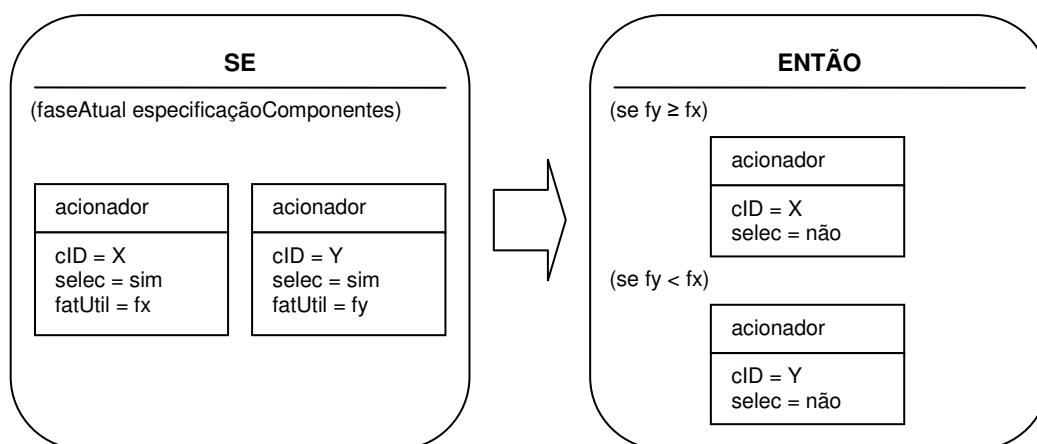 SE
(faseAtual especificaçãoComponentes)
acionador
cID = X
selec = sim
fatUtil = fx
acionador
cID = Y
selec = sim
fatUtil = fy
ENTÃO
(se fy ≥ fx)
acionador
cID = X
selec = não
(se fy < fx)
acionador
cID = Y
selec = não